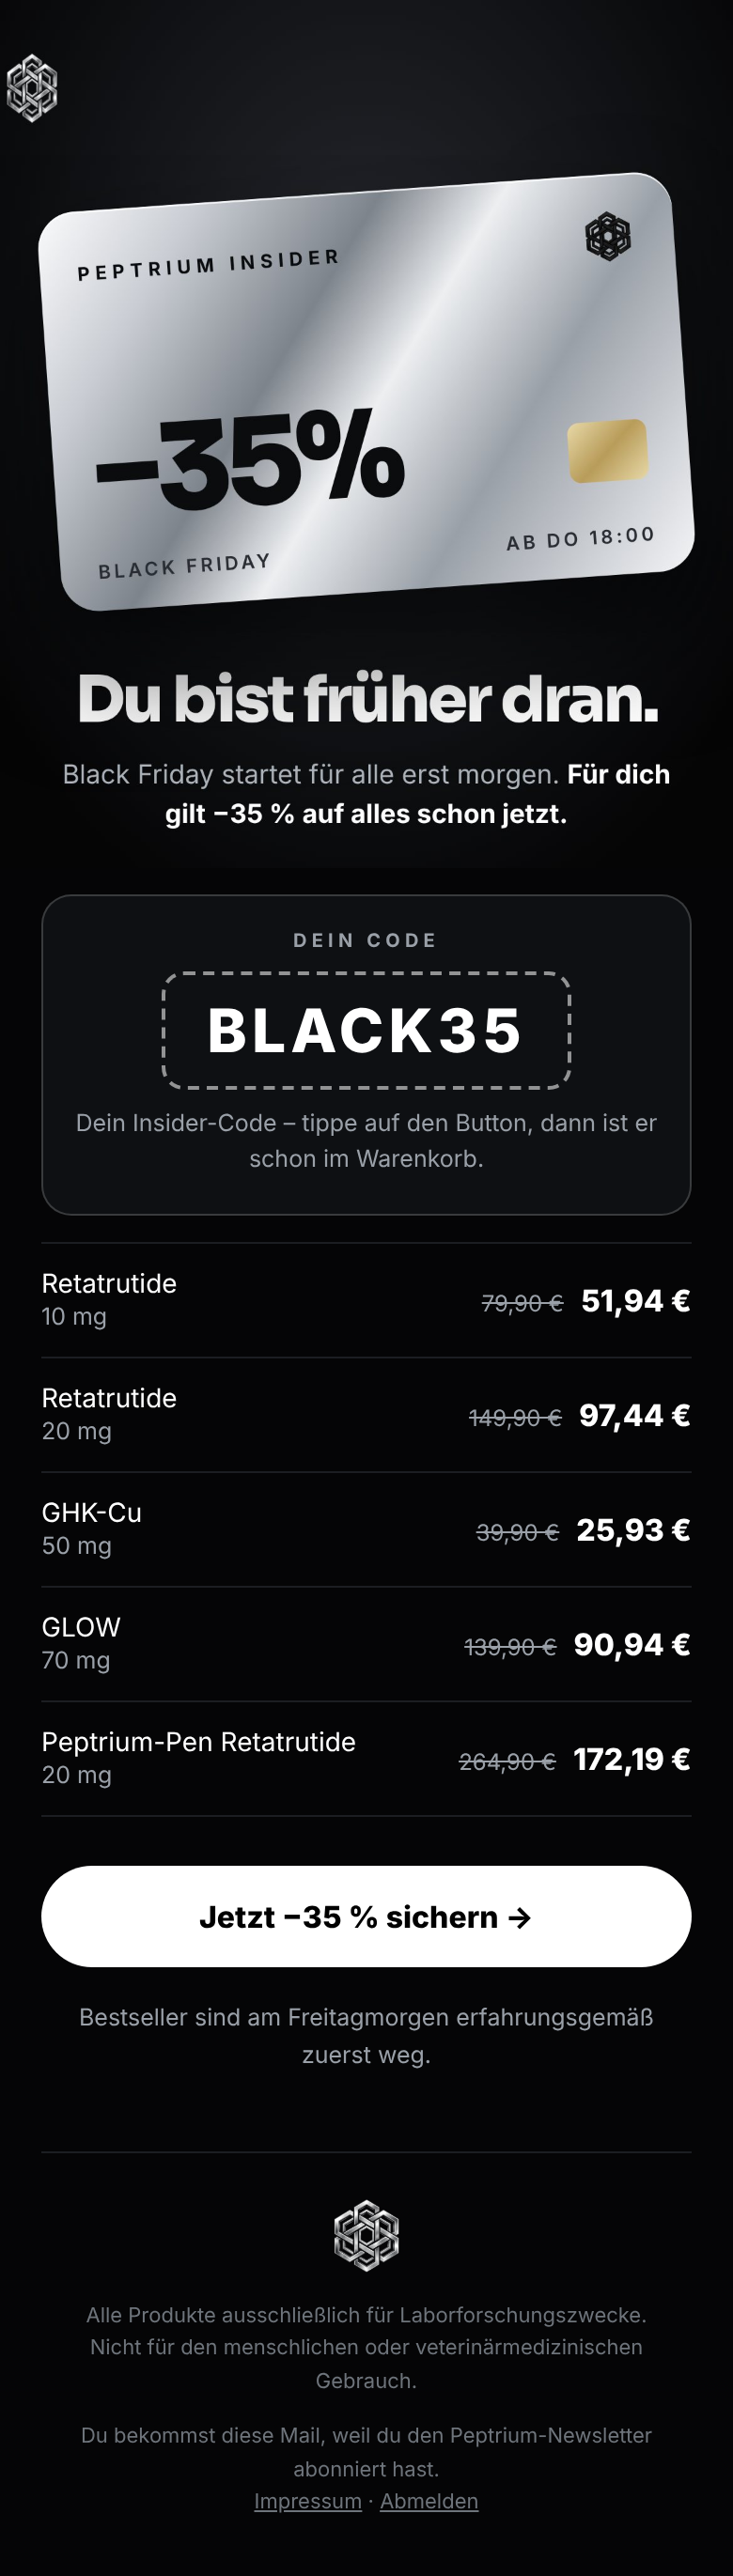 PEPTRIUM INSIDER
−35%
BLACK FRIDAY
AB DO 18:00
Du bist früher dran.
Black Friday startet für alle erst morgen. Für dich
gilt −35 % auf alles schon jetzt.
DEIN CODE
BLACK35
Dein Insider-Code – tippe auf den Button, dann ist er
schon im Warenkorb.
Retatrutide
10 mg
79,90 € 51,94 €
Retatrutide
20 mg
149,90 € 97,44 €
GHK-Cu
50 mg
39,90 € 25,93 €
GLOW
70 mg
139,90 € 90,94 €
Peptrium-Pen Retatrutide
20 mg
264,90 € 172,19 €
Jetzt −35 % sichern →
Bestseller sind am Freitagmorgen erfahrungsgemäß
zuerst weg.
Alle Produkte ausschließlich für Laborforschungszwecke.
Nicht für den menschlichen oder veterinärmedizinischen
Gebrauch.
Du bekommst diese Mail, weil du den Peptrium-Newsletter
abonniert hast.
Impressum · Abmelden